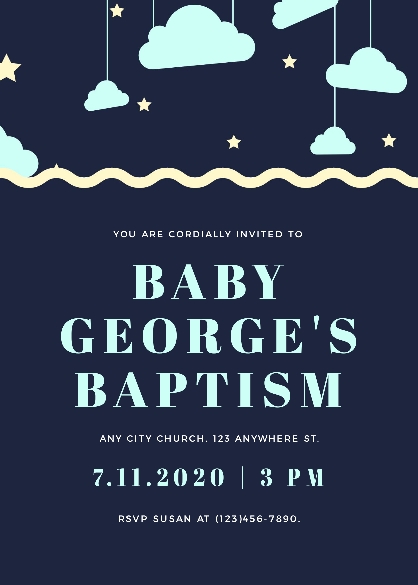 YOU ARE CORDIALLY INVITED TO
BABY
GEORGE'S
BAPTISM
ANY CITY CHURCH. 123 ANYWHERE ST.
7.11.2020 | 3 PM
RSVP SUSAN AT (123)456-7890.